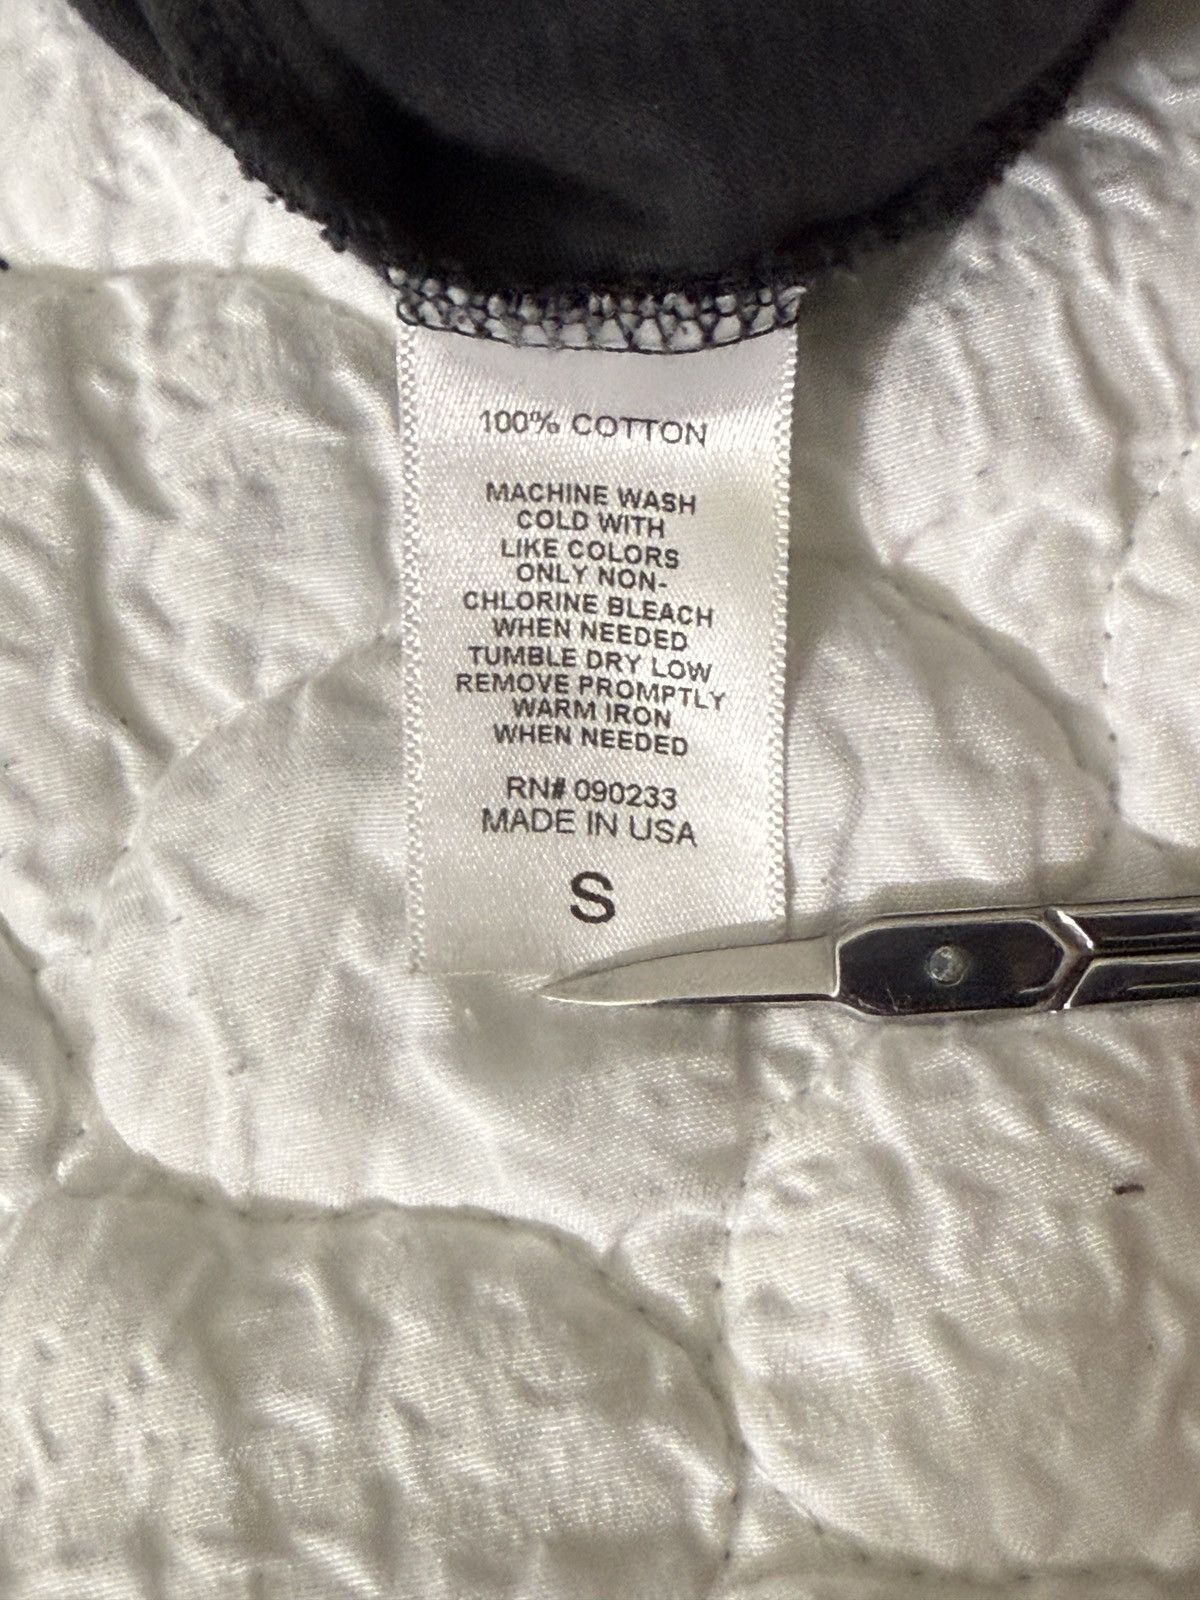 100% COTTON
MACHINE WASH
COLD WITH
LIKE COLORS
ONLY NON-
CHLORINE BLEACH
WHEN NEEDED
TUMBLE DRY LOW
REMOVE PROMPTLY
WARM IRON
WHEN NEEDED
RN# 090233
MADE IN USA
S